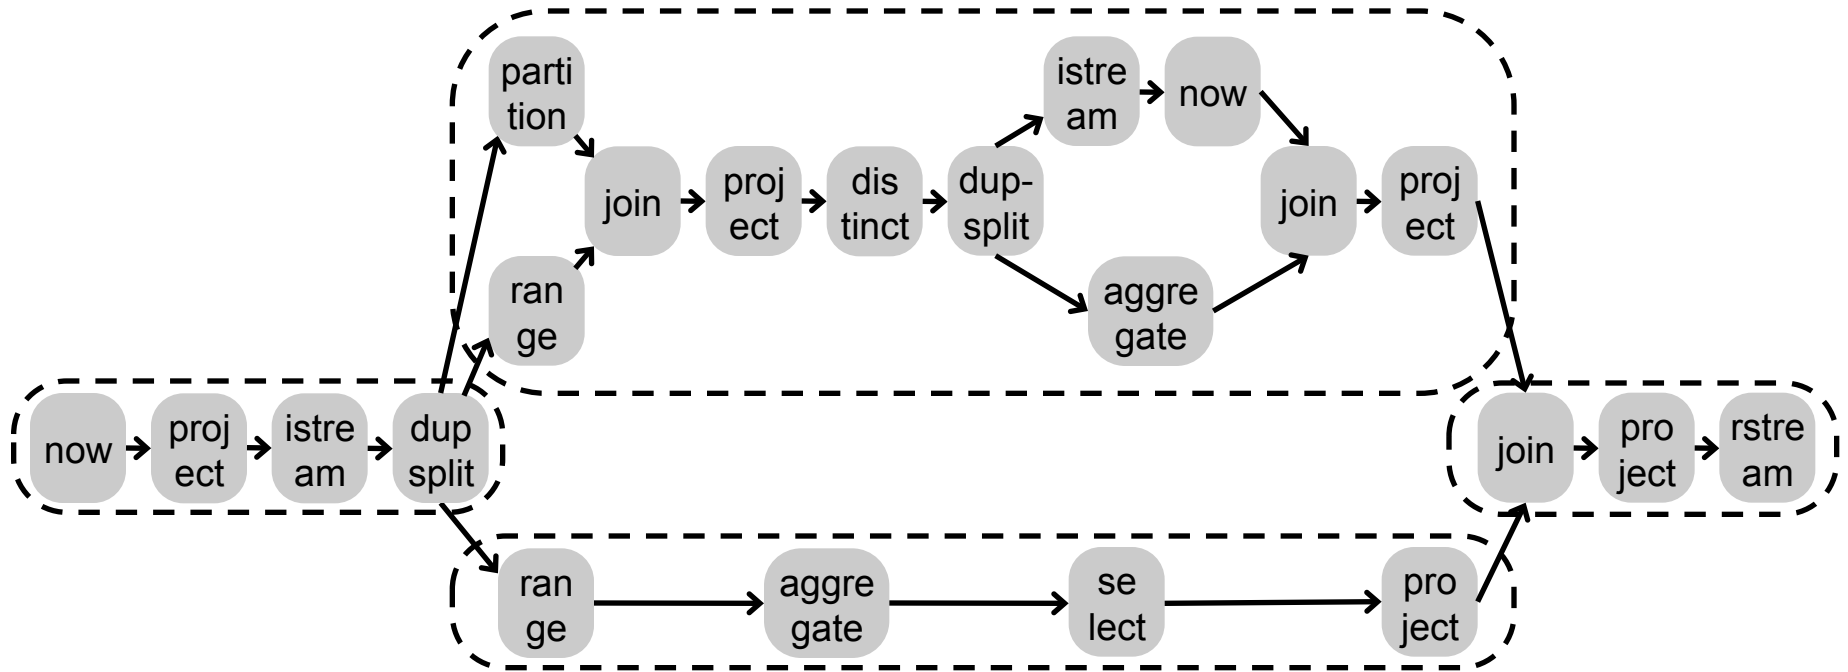 parti
tion
istre
am
now
join
proj
ect
dis
tinct
dup-
split
join
proj
ect
ran
ge
aggre
gate
now
proj
ect
istre
am
dup
split
join
pro
ject
rstre
am
ran
ge
aggre
gate
se
lect
pro
ject